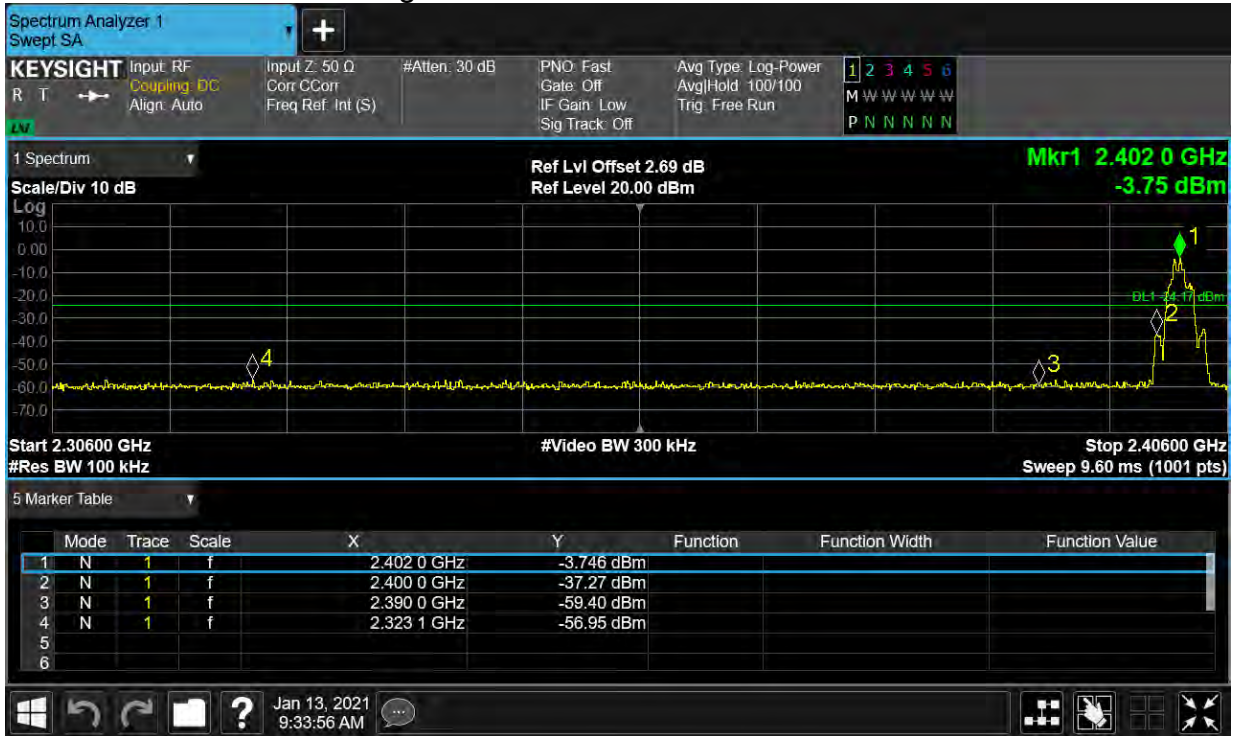 Spectrum Analyzer 1
Swept SA
+
KEYSIGHT Input: RF Input Z: 50 Ω #Atten: 30 dB PNO: Fast Avg Type: Log-Power 1 2 3 4 5 6
R T Coupling: DC Corr CCorr Gate: Off Avg|Hold: 100/100 M W W W W W W
Align: Auto Freq Ref: Int (S) IF Gain: Low Trig: Free Run
LXI Sig Track: Off P N N N N N N
1 Spectrum Ref Lvl Offset 2.69 dB Mkr1 2.402 0 GHz
Scale/Div 10 dB Ref Level 20.00 dBm -3.75 dBm
Log
10.0
0.00
-10.0
-20.0
-30.0
-40.0
-50.0
-60.0
-70.0
1
DL1 -24.17 dBm
2
3
4
Start 2.30600 GHz #Video BW 300 kHz Stop 2.40600 GHz
#Res BW 100 kHz Sweep 9.60 ms (1001 pts)
5 Marker Table
Mode Trace Scale X Y Function Function Width Function Value
1 N 1 f 2.402 0 GHz -3.746 dBm
2 N 1 f 2.400 0 GHz -37.27 dBm
3 N 1 f 2.390 0 GHz -59.40 dBm
4 N 1 f 2.323 1 GHz -56.95 dBm
5
6
? Jan 13, 2021
9:33:56 AM